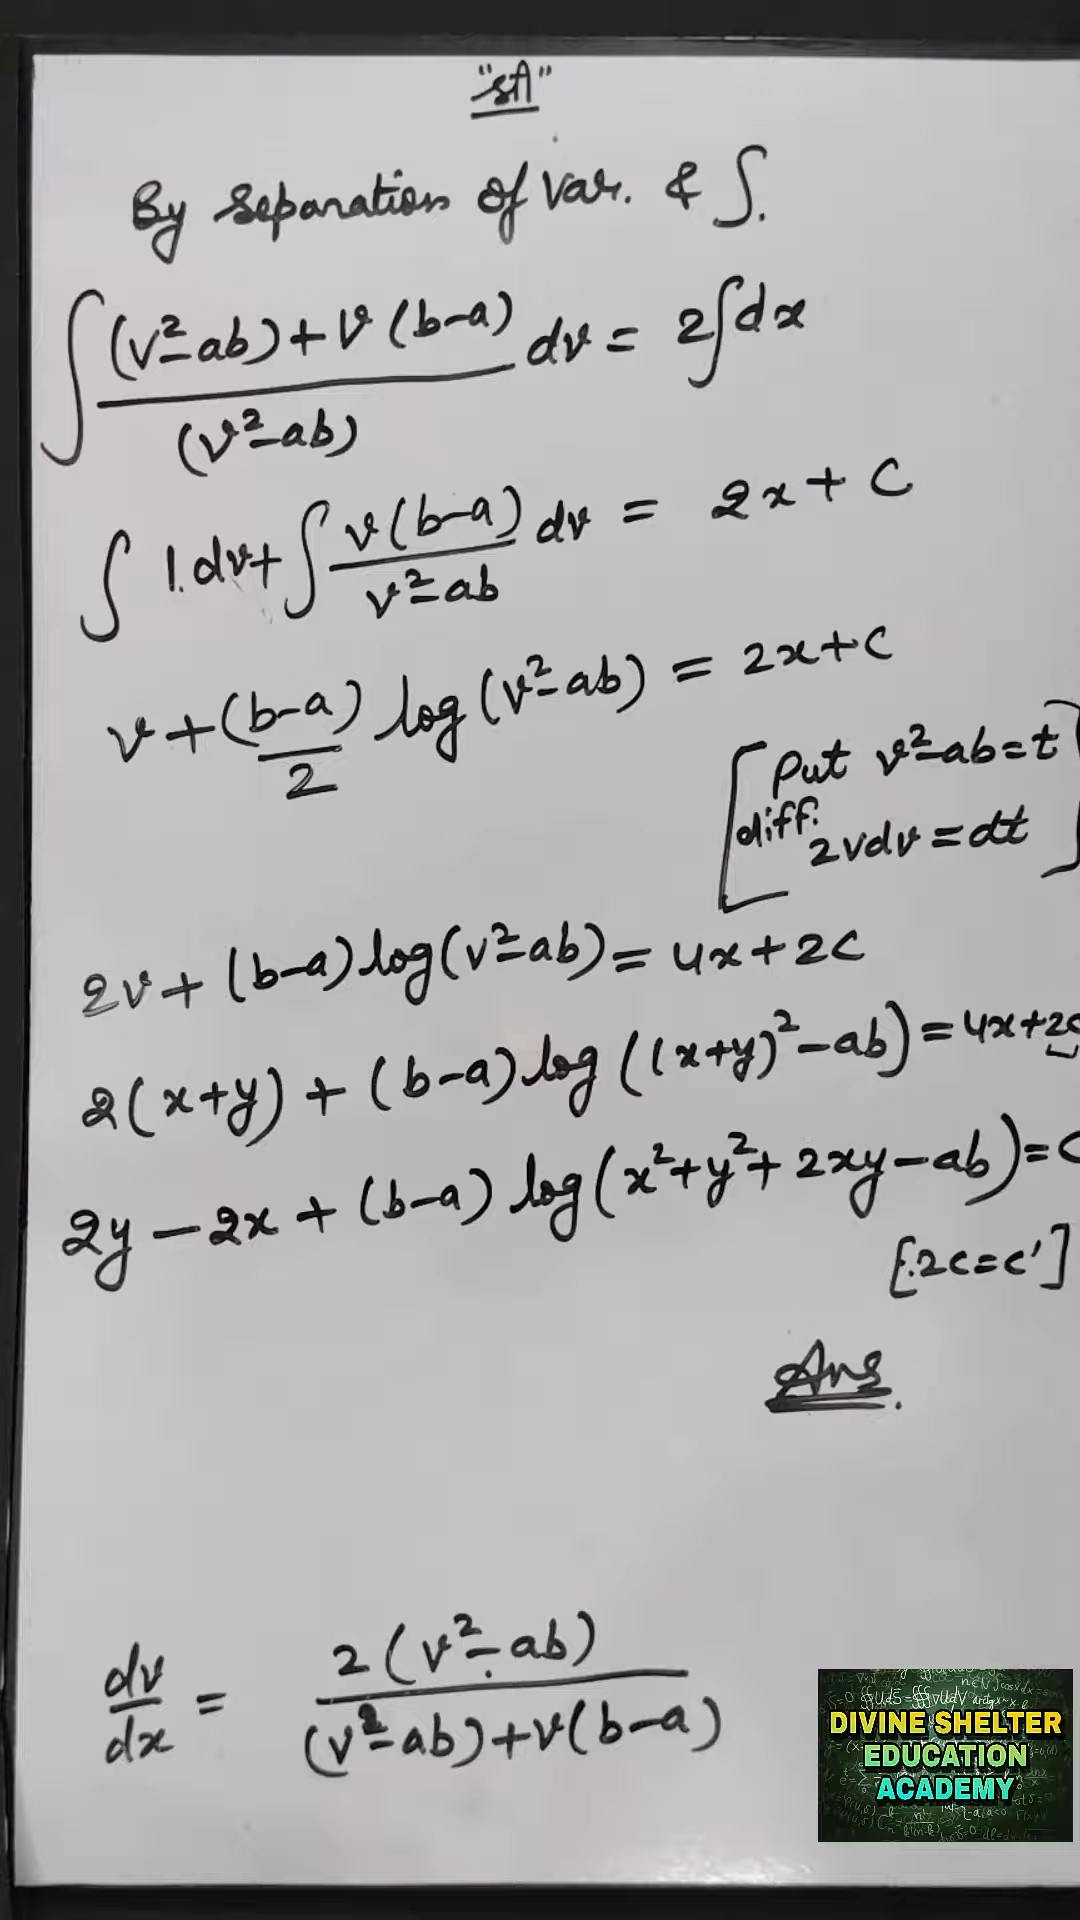 "5A"
By Separation of Var. & ∫.
∫ (v²-ab)+v(b-a) / (v²-ab) dv = 2∫dx
∫ 1.dv + ∫ v(b-a) / v²-ab dv = 2x + C
v + (b-a)/2 log (v²-ab) = 2x+C
[Put v²-ab=t
diff. 2vdv = dt]
2v + (b-a) log(v²-ab) = 4x+2C
2(x+y) + (b-a) log ((x+y)²-ab) = 4x+2C
2y - 2x + (b-a) log (x²+y²+2xy-ab) = C
[∵2C=C']
Ans.
dv/dx = 2(v²-ab) / (v²-ab)+v(b-a)
DIVINE SHELTER
EDUCATION
ACADEMY